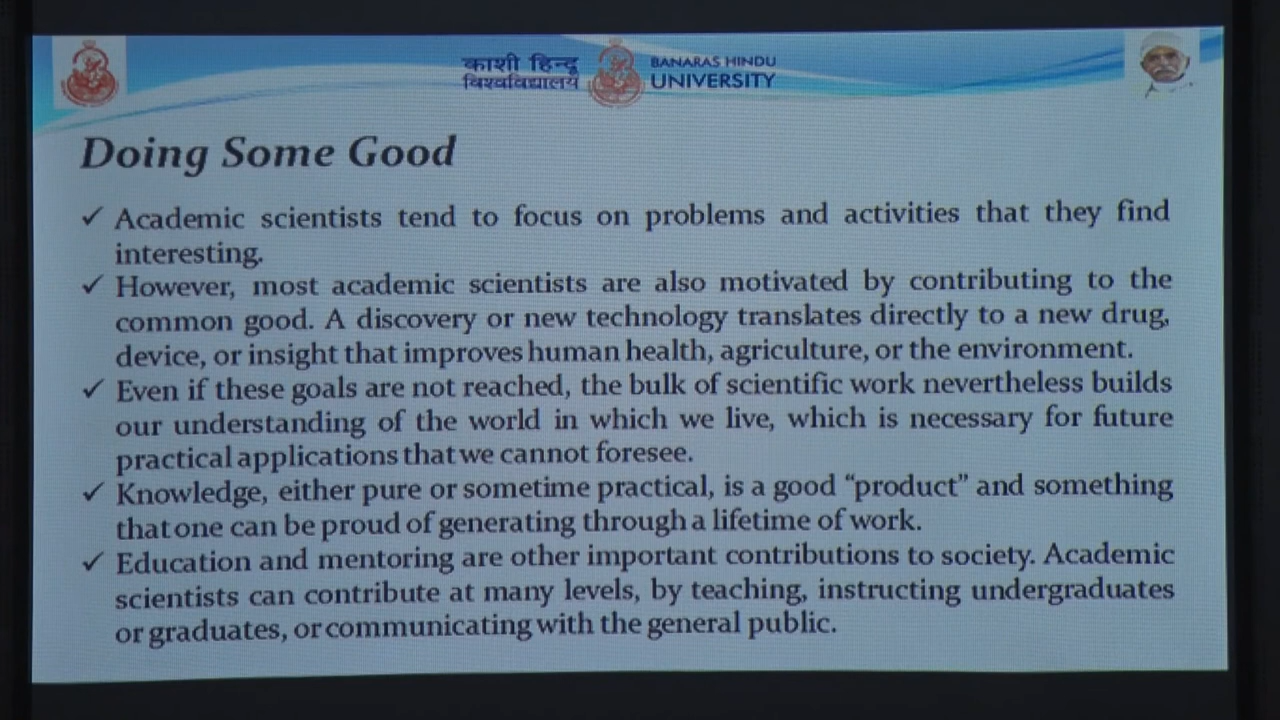 काशी हिन्दू
विश्वविद्यालय
BANARAS HINDU
UNIVERSITY
Doing Some Good
✓ Academic scientists tend to focus on problems and activities that they find
interesting.
✓ However, most academic scientists are also motivated by contributing to the
common good. A discovery or new technology translates directly to a new drug,
device, or insight that improves human health, agriculture, or the environment.
✓ Even if these goals are not reached, the bulk of scientific work nevertheless builds
our understanding of the world in which we live, which is necessary for future
practical applications that we cannot foresee.
✓ Knowledge, either pure or sometime practical, is a good “product” and something
that one can be proud of generating through a lifetime of work.
✓ Education and mentoring are other important contributions to society. Academic
scientists can contribute at many levels, by teaching, instructing undergraduates
or graduates, or communicating with the general public.